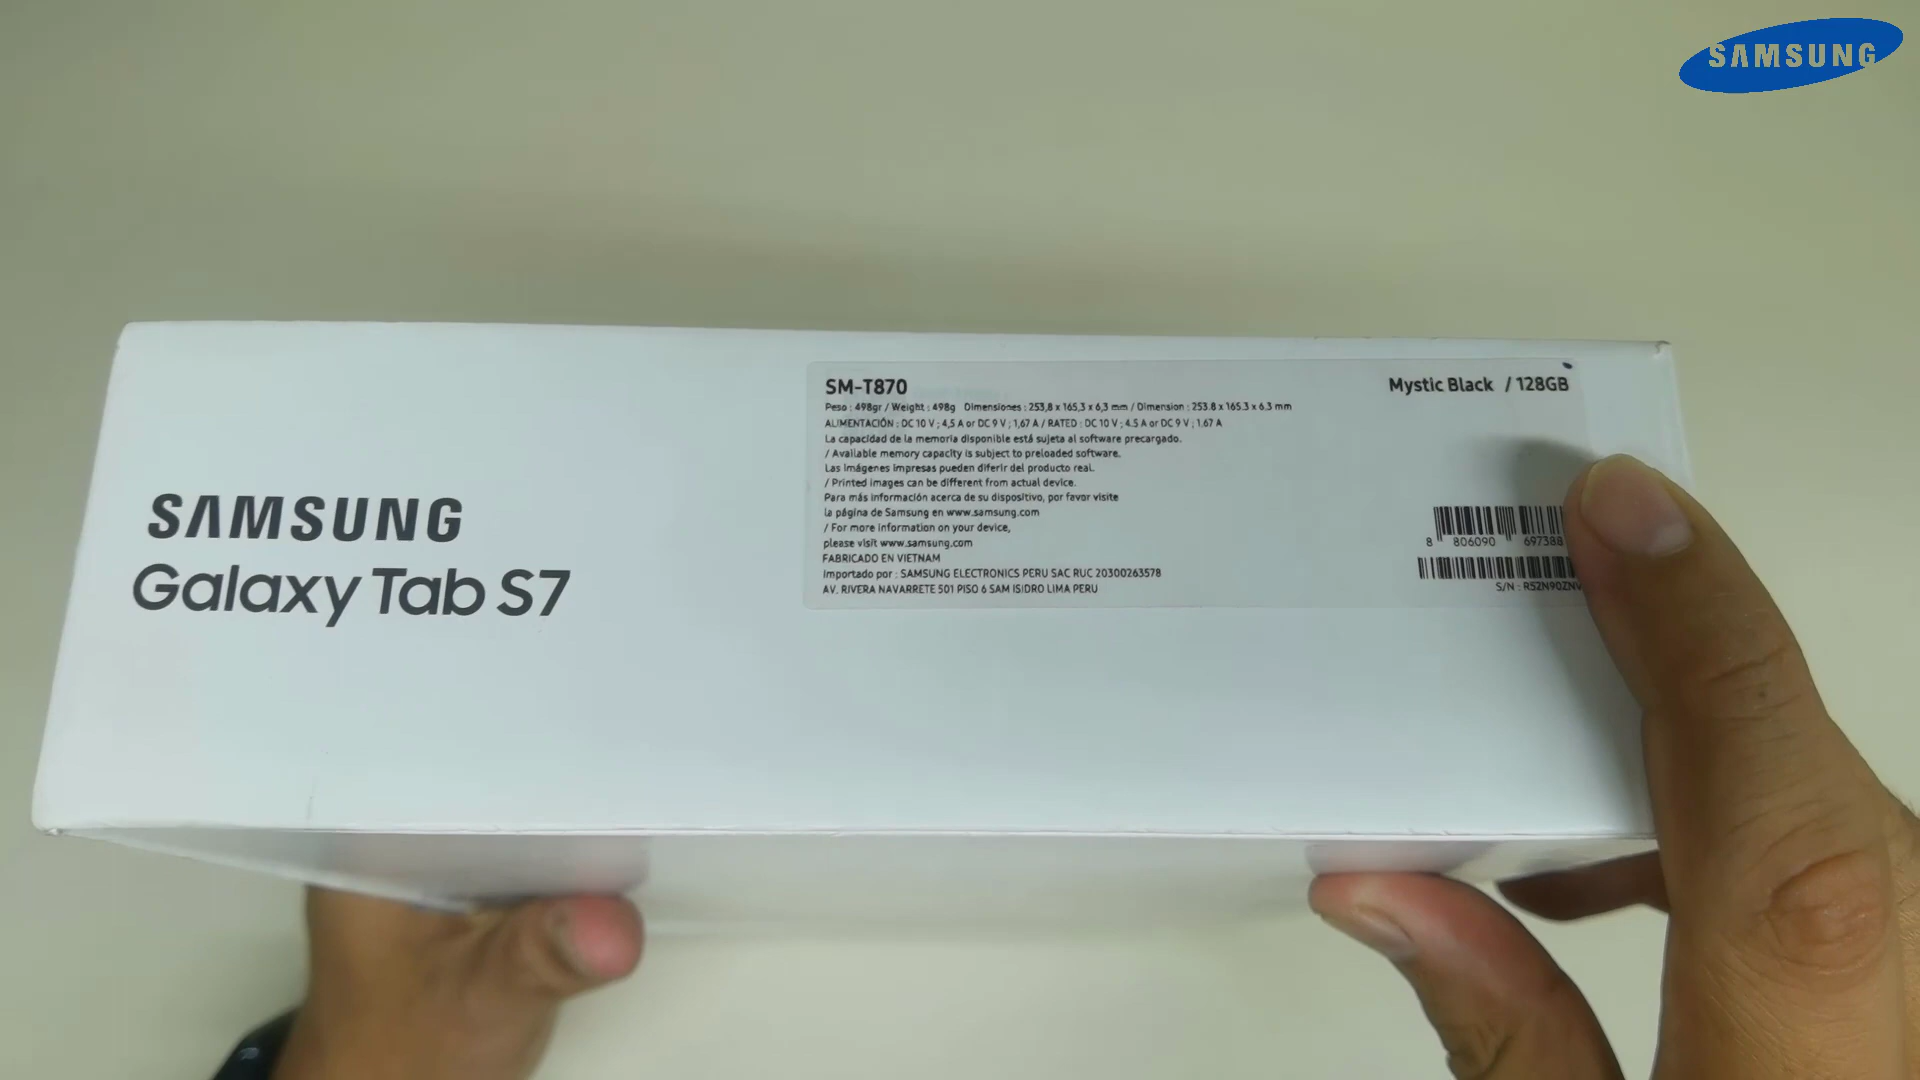 SAMSUNG
SAMSUNG
Galaxy Tab S7
SM-T870
Mystic Black / 128GB
Peso : 498gr / Weight : 498g Dimensiones : 253,8 x 165,3 x 6,3 mm / Dimension : 253.8 x 165.3 x 6.3 mm
ALIMENTACIÓN : DC 10 V ; 4,5 A or DC 9 V ; 1,67 A / RATED : DC 10 V ; 4.5 A or DC 9 V ; 1.67 A
La capacidad de la memoria disponible está sujeta al software precargado.
/ Available memory capacity is subject to preloaded software.
Las imágenes impresas pueden diferir del producto real.
/ Printed images can be different from actual device.
Para más información acerca de su dispositivo, por favor visite
la página de Samsung en www.samsung.com
/ For more information on your device,
please visit www.samsung.com
FABRICADO EN VIETNAM
Importado por : SAMSUNG ELECTRONICS PERU SAC RUC 20300263578
AV. RIVERA NAVARRETE 501 PISO 6 SAM ISIDRO LIMA PERU
8 806090 697388
S/N : R52N90ZNV